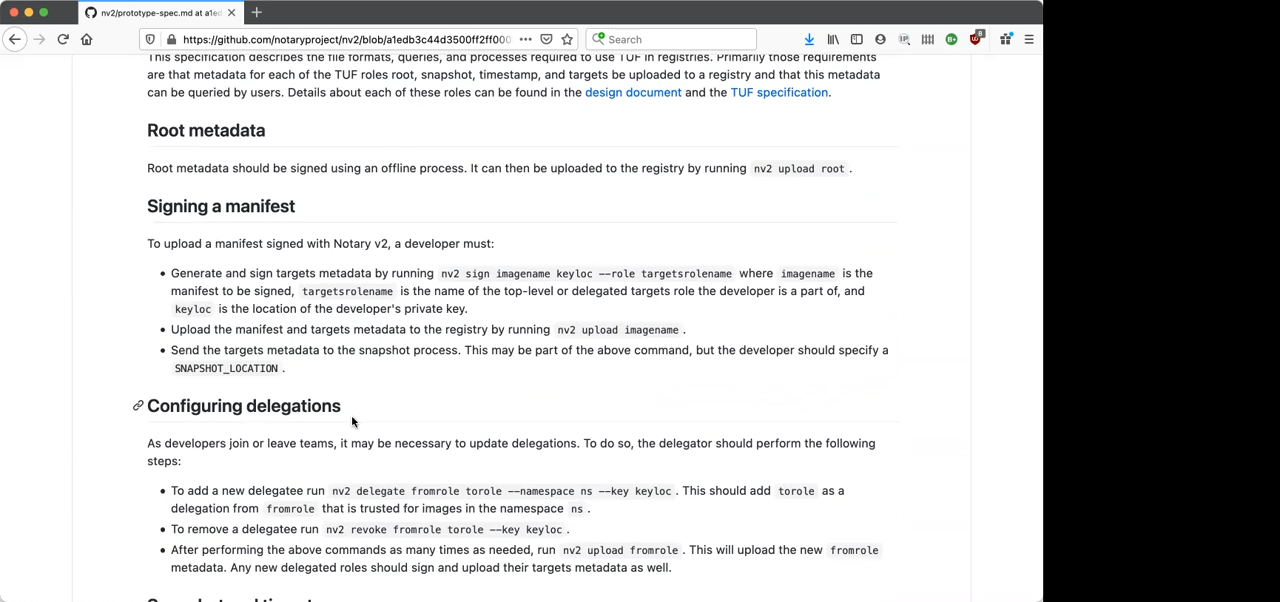 nv2/prototype-spec.md at a1ed
https://github.com/notaryproject/nv2/blob/a1edb3c44d3500ff2ff000
Search
8
This specification describes the file formats, queries, and processes required to use TUF in registries. Primarily those requirements
are that metadata for each of the TUF roles root, snapshot, timestamp, and targets be uploaded to a registry and that this metadata
can be queried by users. Details about each of these roles can be found in the design document and the TUF specification.
Root metadata
Root metadata should be signed using an offline process. It can then be uploaded to the registry by running nv2 upload root .
Signing a manifest
To upload a manifest signed with Notary v2, a developer must:
• Generate and sign targets metadata by running nv2 sign imagename keyloc --role targetsrolename where imagename is the
manifest to be signed, targetsrolename is the name of the top-level or delegated targets role the developer is a part of, and
keyloc is the location of the developer's private key.
• Upload the manifest and targets metadata to the registry by running nv2 upload imagename .
• Send the targets metadata to the snapshot process. This may be part of the above command, but the developer should specify a
SNAPSHOT_LOCATION .
Configuring delegations
As developers join or leave teams, it may be necessary to update delegations. To do so, the delegator should perform the following
steps:
• To add a new delegatee run nv2 delegate fromrole torole --namespace ns --key keyloc . This should add torole as a
delegation from fromrole that is trusted for images in the namespace ns .
• To remove a delegatee run nv2 revoke fromrole torole --key keyloc .
• After performing the above commands as many times as needed, run nv2 upload fromrole . This will upload the new fromrole
metadata. Any new delegated roles should sign and upload their targets metadata as well.